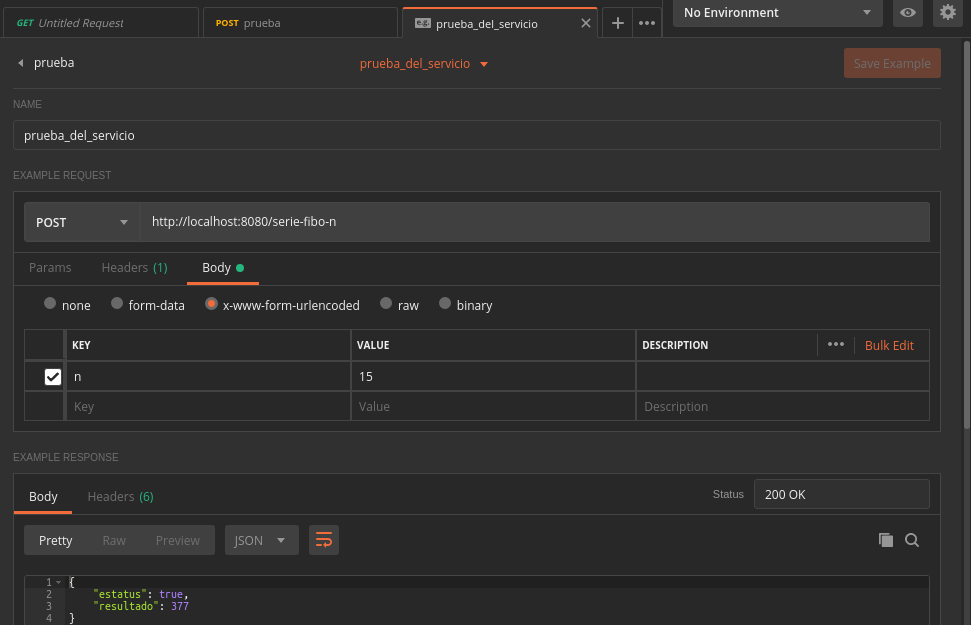 GET Untitled Request POST prueba e.g. prueba_del_servicio No Environment
prueba prueba_del_servicio Save Example
NAME
prueba_del_servicio
EXAMPLE REQUEST
POST http://localhost:8080/serie-fibo-n
Params Headers (1) Body
none form-data x-www-form-urlencoded raw binary
KEY VALUE DESCRIPTION Bulk Edit
n 15
Key Value Description
EXAMPLE RESPONSE
Body Headers (6) Status 200 OK
Pretty Raw Preview JSON
1 {
2 "estatus": true,
3 "resultado": 377
4 }